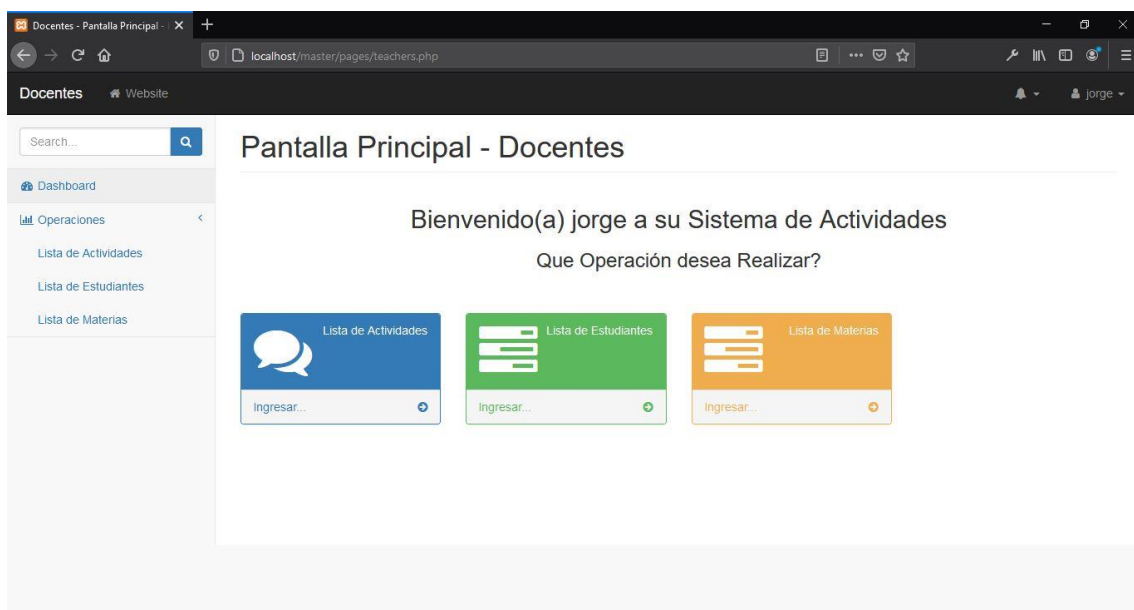 Docentes - Pantalla Principal -
localhost/master/pages/teachers.php
Docentes Website
jorge
Search...
Dashboard
Operaciones
Lista de Actividades
Lista de Estudiantes
Lista de Materias
Pantalla Principal - Docentes
Bienvenido(a) jorge a su Sistema de Actividades
Que Operación desea Realizar?
Lista de Actividades
Ingresar...
Lista de Estudiantes
Ingresar...
Lista de Materias
Ingresar...